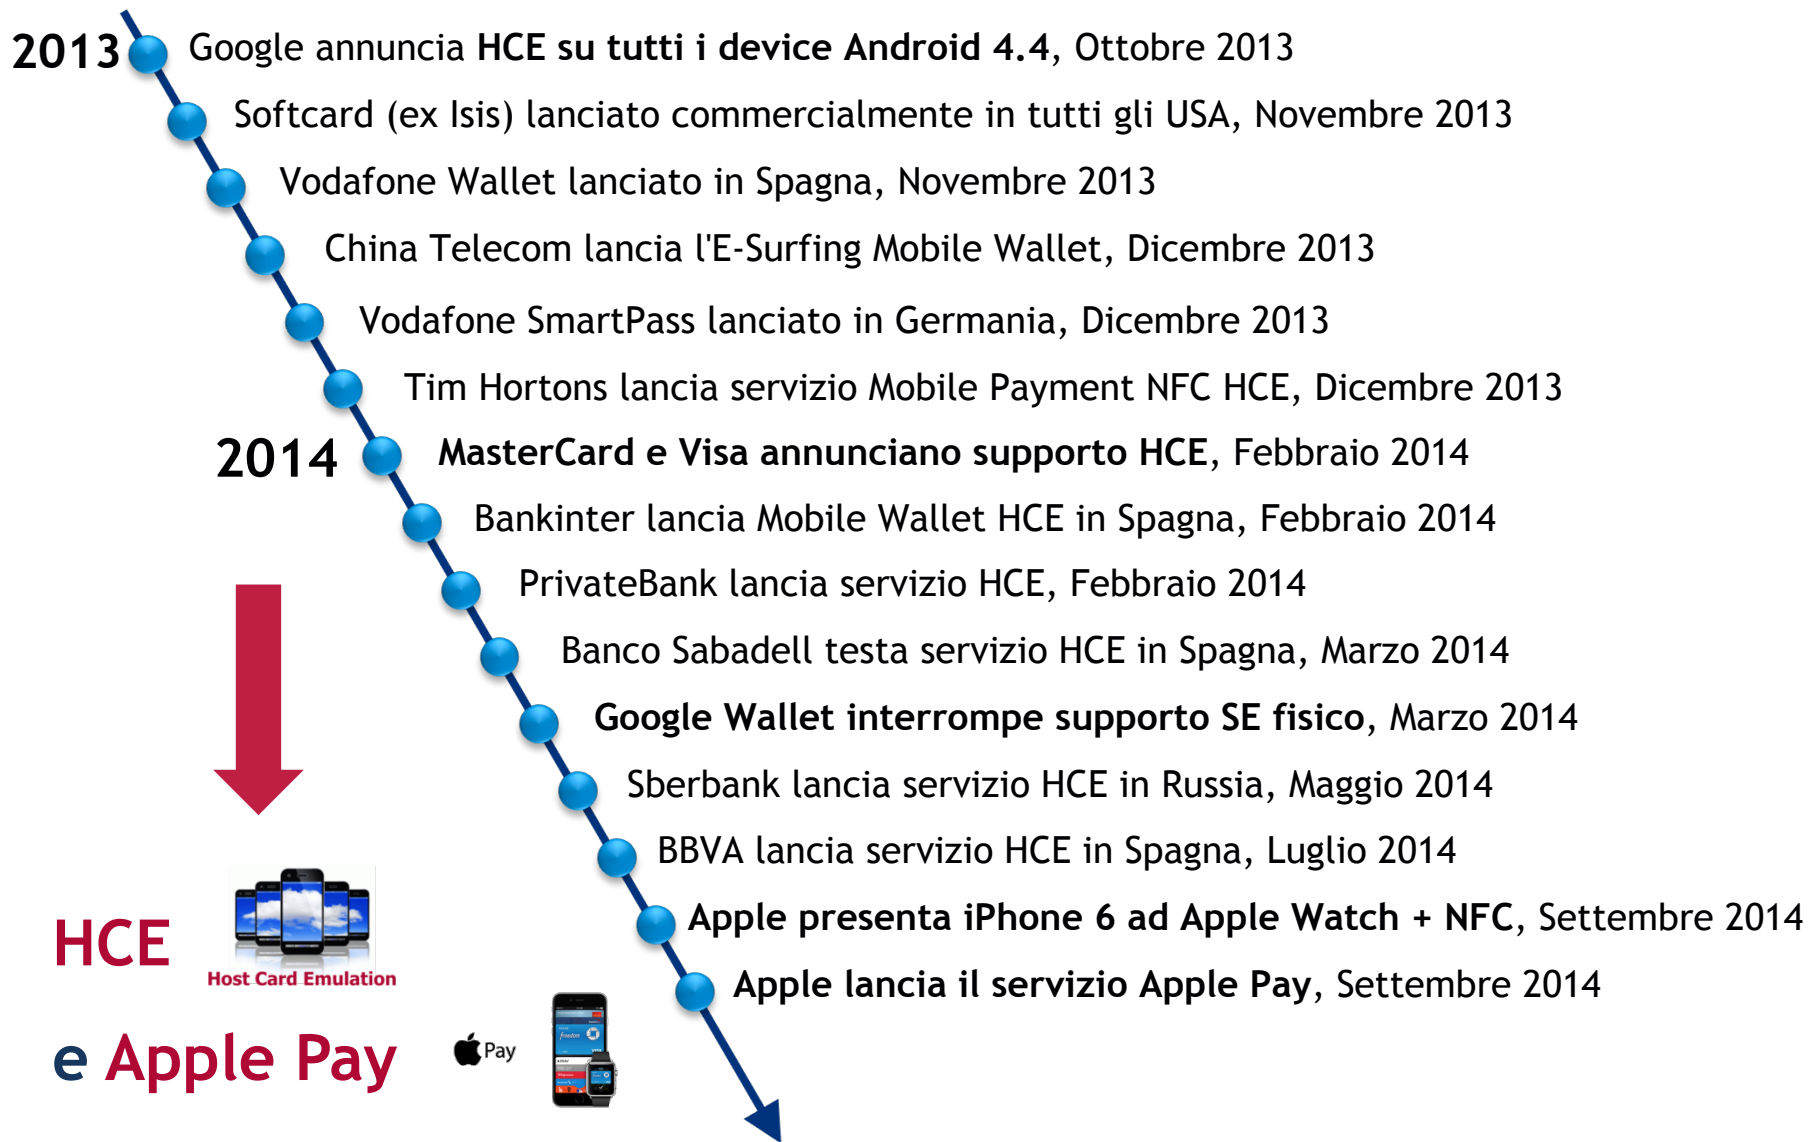 2013
Google annuncia HCE su tutti i device Android 4.4, Ottobre 2013
Softcard (ex Isis) lanciato commercialmente in tutti gli USA, Novembre 2013
Vodafone Wallet lanciato in Spagna, Novembre 2013
China Telecom lancia l'E-Surfing Mobile Wallet, Dicembre 2013
Vodafone SmartPass lanciato in Germania, Dicembre 2013
Tim Hortons lancia servizio Mobile Payment NFC HCE, Dicembre 2013
2014
MasterCard e Visa annunciano supporto HCE, Febbraio 2014
Bankinter lancia Mobile Wallet HCE in Spagna, Febbraio 2014
PrivateBank lancia servizio HCE, Febbraio 2014
Banco Sabadell testa servizio HCE in Spagna, Marzo 2014
Google Wallet interrompe supporto SE fisico, Marzo 2014
Sberbank lancia servizio HCE in Russia, Maggio 2014
BBVA lancia servizio HCE in Spagna, Luglio 2014
Apple presenta iPhone 6 ad Apple Watch + NFC, Settembre 2014
Apple lancia il servizio Apple Pay, Settembre 2014
HCE
Host Card Emulation
e Apple Pay
Pay
freedom